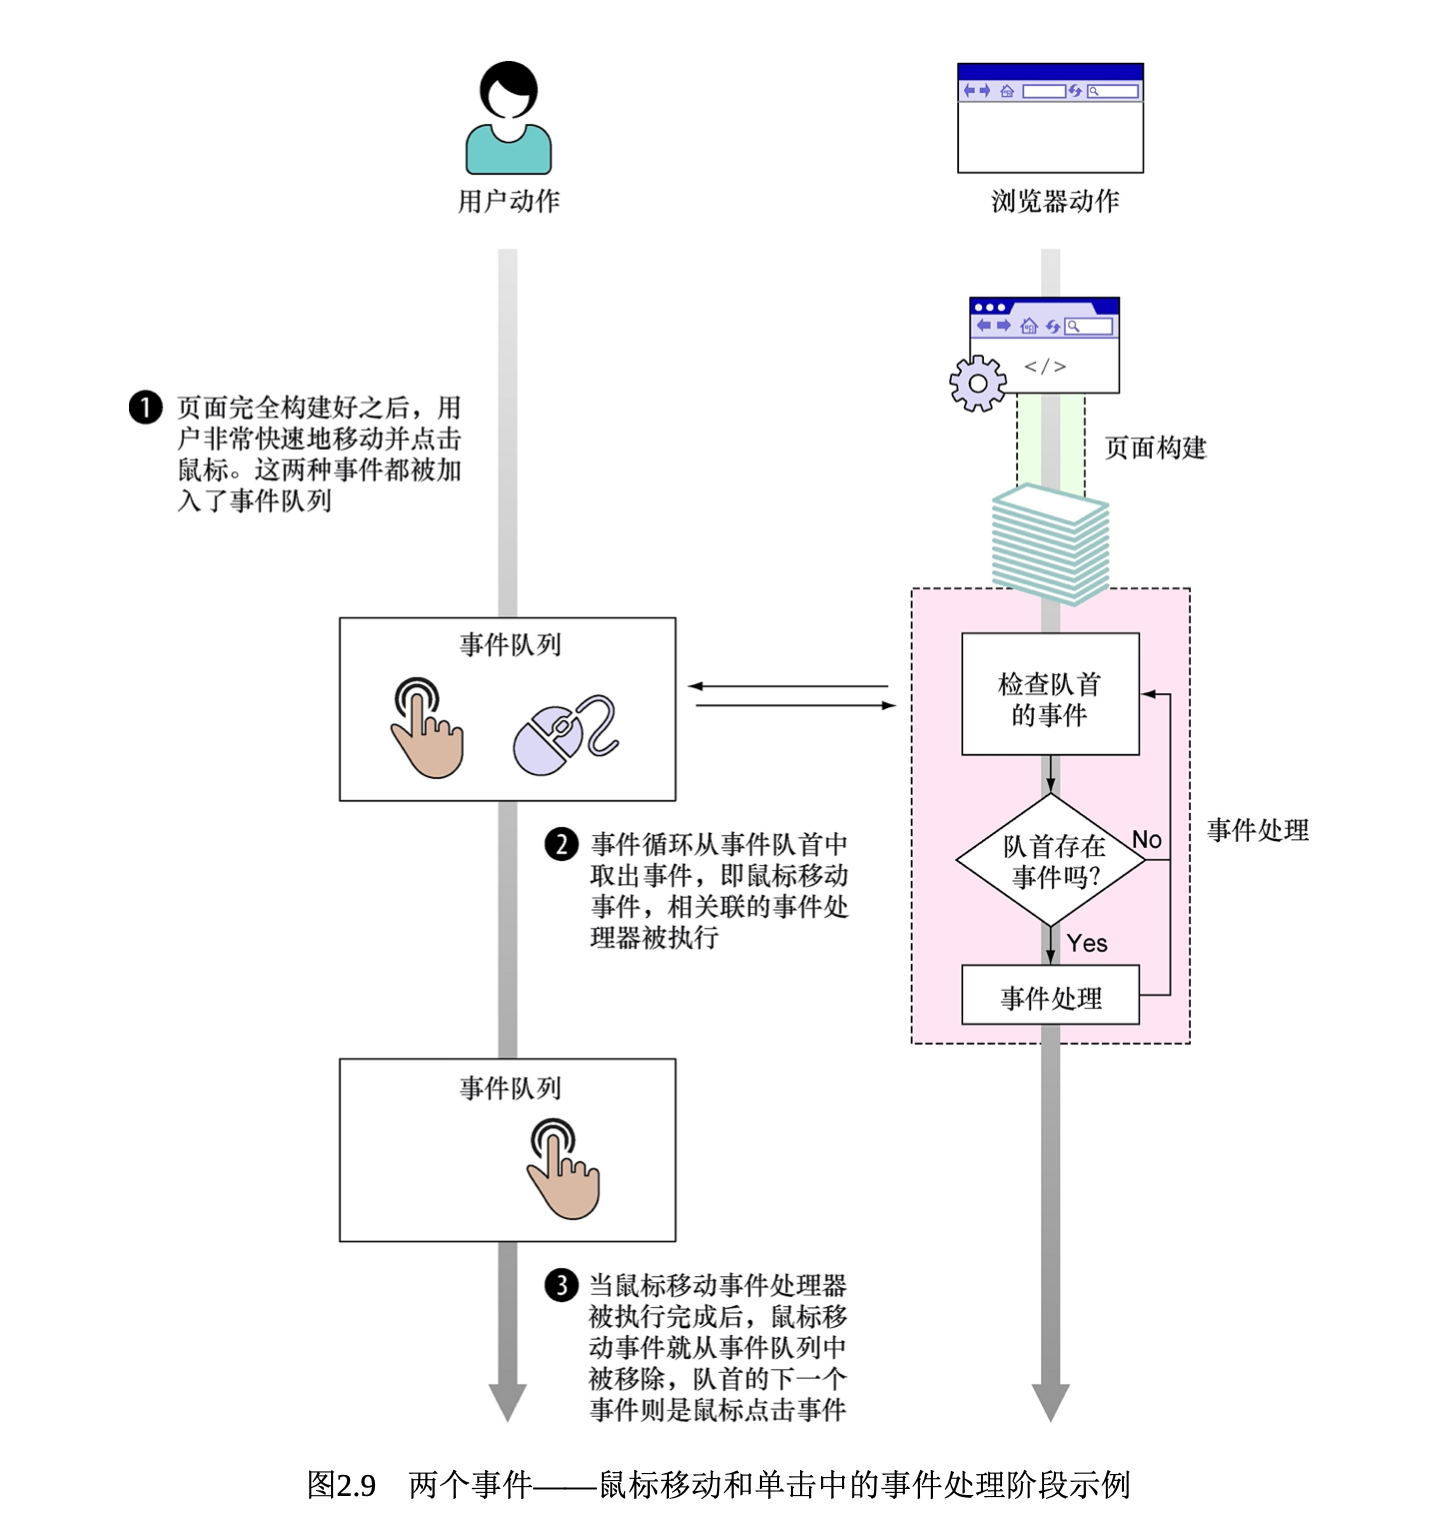 用户动作
浏览器动作
</>
1 页面完全构建好之后，用
户非常快速地移动并点击
鼠标。这两种事件都被加
入了事件队列
页面构建
事件队列
检查队首
的事件
队首存在
事件吗？
No
Yes
事件处理
事件处理
2 事件循环从事件队首中
取出事件，即鼠标移动
事件，相关联的事件处
理器被执行
事件队列
3 当鼠标移动事件处理器
被执行完成后，鼠标移
动事件就从事件队列中
被移除，队首的下一个
事件则是鼠标点击事件
图2.9 两个事件——鼠标移动和单击中的事件处理阶段示例